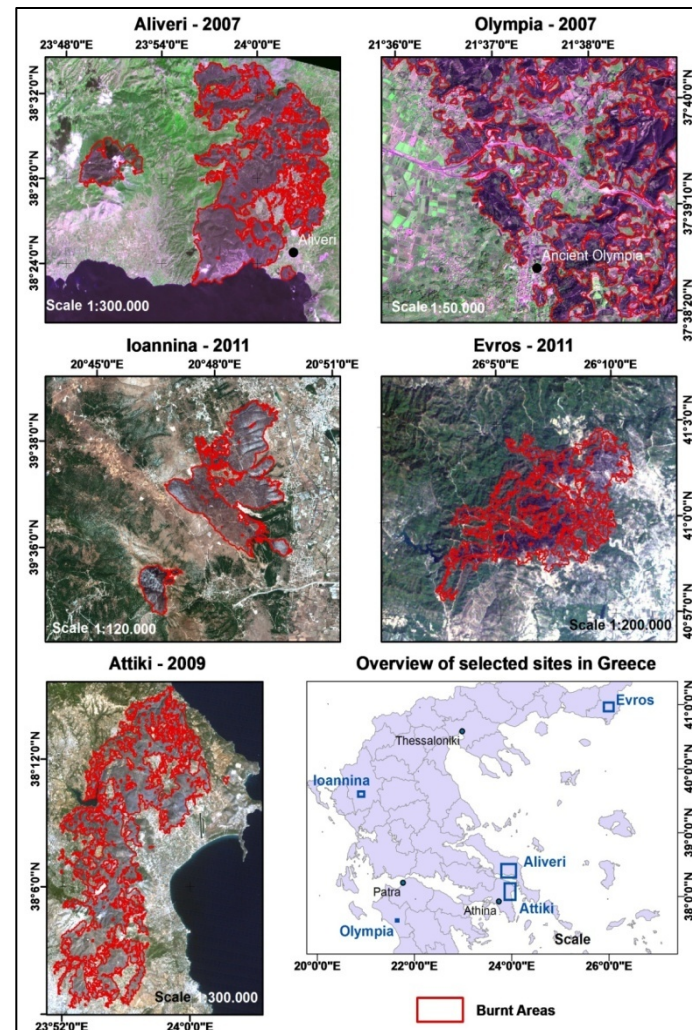 Aliveri - 2007
23°48'0"E 23°54'0"E 24°0'0"E
38°32'0"N
38°28'0"N
38°24'0"N
Aliveri
Scale 1:300.000
Olympia - 2007
21°36' 21°37'0"E 21°38'0"E
37°40'0"N
37°39'10"N
37°38'20"N
Ancient Olympia
Scale 1:50.000
Ioannina - 2011
20°45'0"E 20°48'0"E 20°51'0"E
39°38'0"N
39°36'0"N
Scale 1:120.000
Evros - 2011
26°5'0"E 26°10'0"E
41°3'0"N
41°0'0"N
40°57'0"N
Scale 1:200.000
Attiki - 2009
38°12'0"N
38°6'0"N
Scale 1:300.000
23°52'0"E 24°0'0"E
Overview of selected sites in Greece
Evros
Thessaloniki
Ioannina
Aliveri
Patra
Athina
Attiki
Olympia
Scale
41°0'0"N
40°0'0"N
39°0'0"N
38°0'0"N
20°0'0"E 22°0'0"E 24°0'0"E 26°0'0"E
Burnt Areas